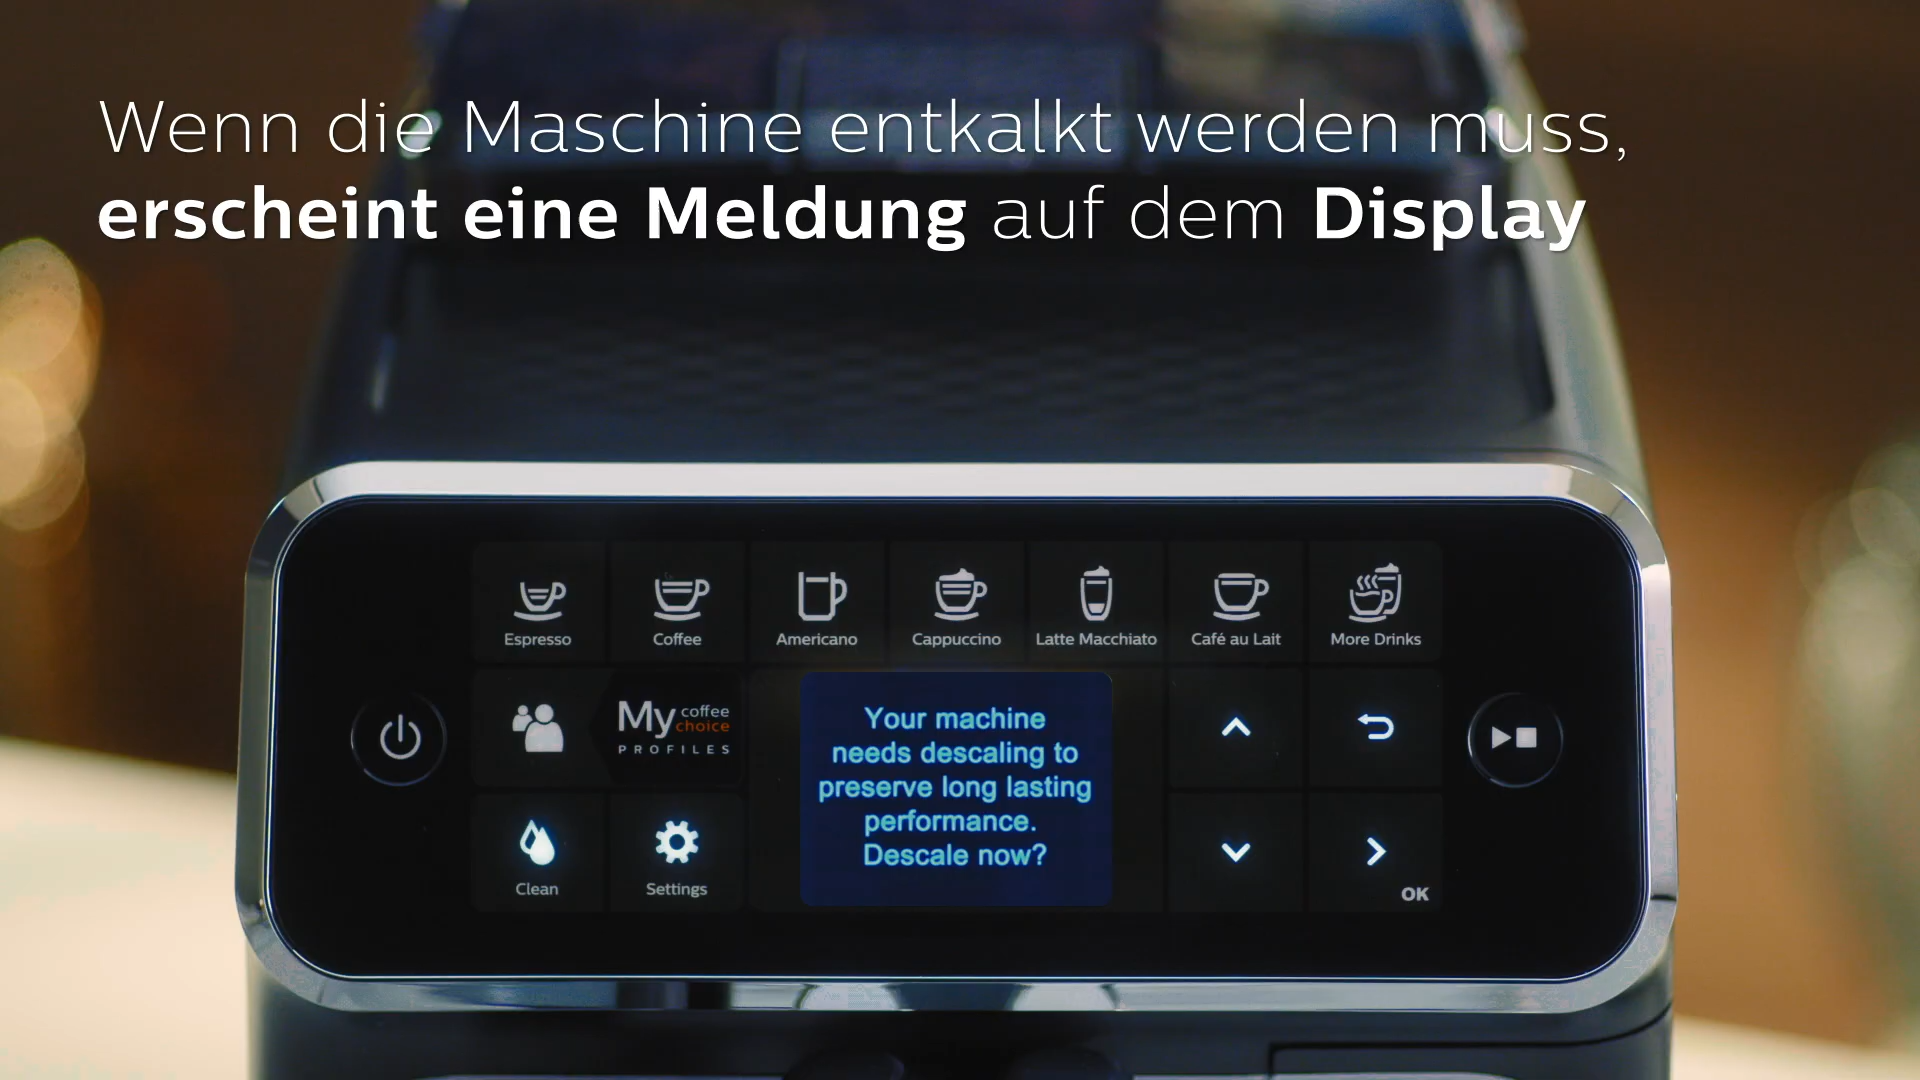 Wenn die Maschine entkalkt werden muss,
erscheint eine Meldung auf dem Display
Espresso
Coffee
Americano
Cappuccino
Latte Macchiato
Café au Lait
More Drinks
My coffee choice
PROFILES
Your machine
needs descaling to
preserve long lasting
performance.
Descale now?
Clean
Settings
OK